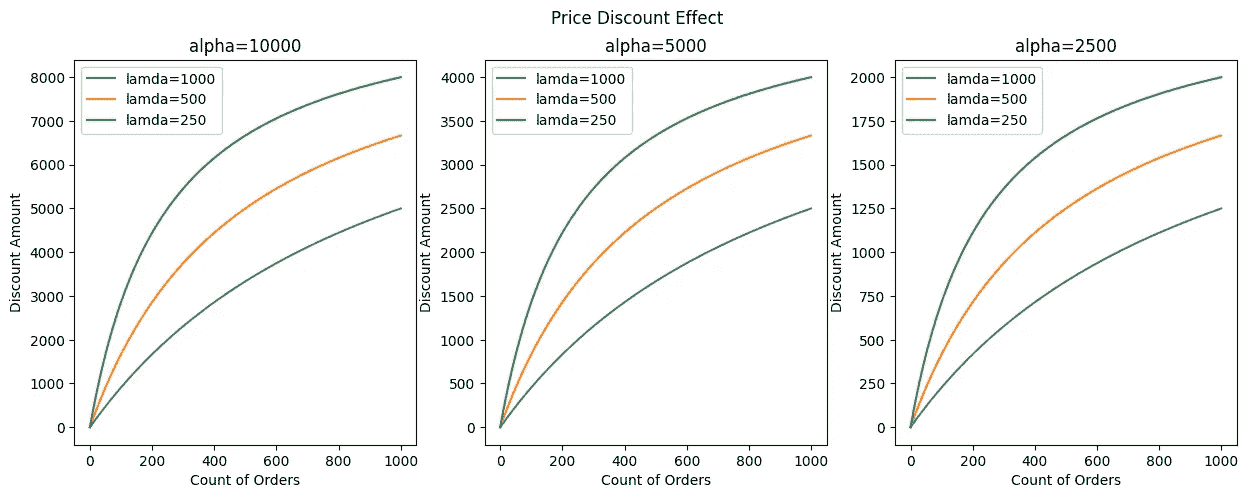 Price Discount Effect
alpha=10000
lamda=1000
lamda=500
lamda=250
8000
7000
6000
5000
4000
3000
2000
1000
0
Discount Amount
0 200 400 600 800 1000
Count of Orders
alpha=5000
lamda=1000
lamda=500
lamda=250
4000
3500
3000
2500
2000
1500
1000
500
0
Discount Amount
0 200 400 600 800 1000
Count of Orders
alpha=2500
lamda=1000
lamda=500
lamda=250
2000
1750
1500
1250
1000
750
500
250
0
Discount Amount
0 200 400 600 800 1000
Count of Orders